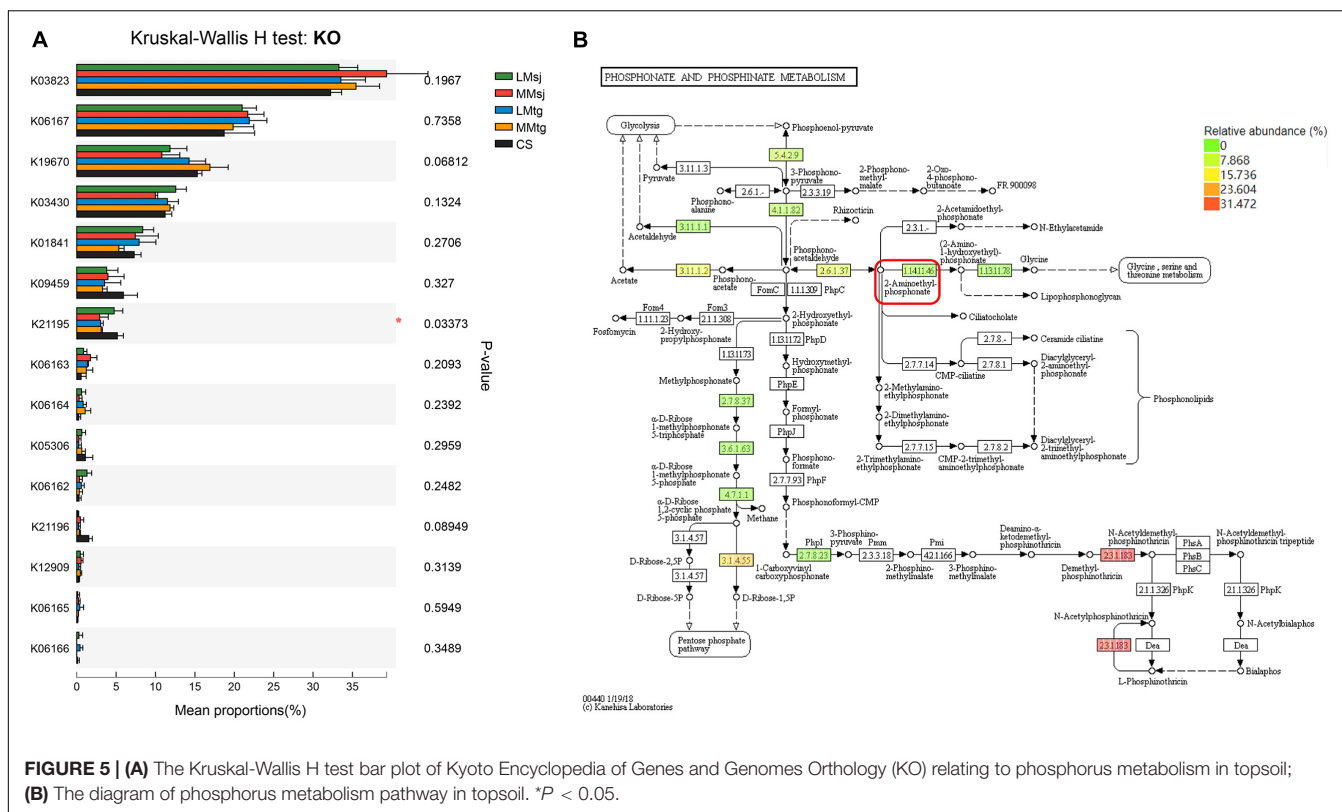 A
Kruskal-Wallis H test: KO
K03823
K06167
K19670
K03430
K01841
K09459
K21195
K06163
K06164
K05306
K06162
K21196
K12909
K06165
K06166
0.1967
0.7358
0.06812
0.1324
0.2706
0.327
* 0.03373
0.2093
0.2392
0.2959
0.2482
0.08949
0.3139
0.5949
0.3489
P-value
LMsj
MMsj
LMtg
MMtg
CS
0 5 10 15 20 25 30 35
Mean proportions(%)
B
PHOSPHONATE AND PHOSPHINATE METABOLISM
Relative abundance (%)
0
7.868
15.736
23.604
31.472
Glycolysis
Phosphoenol-pyruvate
5.4.2.9
3.11.1.3
Pyruvate
3-Phosphono-
pyruvate
2-Phosphono-
methyl-
malate
2-Oxo-
4-phosphono-
butanoate
FR 900098
2.6.1.-
2.3.3.19
Phosphono-
alanine
4.1.1.82
Rhizocticin
2-Acetamidoethyl-
phosphonate
3.11.1.1
Acetaldehyde
2.3.1.-
N-Ethylacetamide
Phosphono-
acetaldehyde
(2-Amino-
1-hydroxyethyl)-
phosphonate
Glycine
3.11.1.2
2.6.1.37
1.14.11.46
1.13.11.78
Glycine, serine and
threonine metabolism
Acetate
Phosphono-
acetate
2-Aminoethyl-
phosphonate
FomC
1.1.1.309
PhpC
Lipophosphonoglycan
Fom4
Fom3
2-Hydroxyethyl-
phosphonate
Ciliatocholate
1.11.1.23
2.1.1.308
Fosfomycin
2-Hydroxy-
propylphosphonate
1.13.11.72
PhpD
1.13.11.73
Hydroxymethyl-
phosphonate
2.7.8.-
Ceramide ciliatine
2.7.7.14
2.7.8.1
Diacylglyceryl-
2-aminoethyl-
phosphonate
CMP-ciliatine
Methylphosphonate
PhpE
2-Methylamino-
ethylphosphonate
Phosphonolipids
2.7.8.37
Formyl-
phosphonate
2-Dimethylamino-
ethylphosphonate
α-D-Ribose
1-methylphosphonate
5-triphosphate
PhpJ
2.7.7.15
2.7.8.2
Diacylglyceryl-
2-trimethyl-
aminoethylphosphonate
3.6.1.63
Phosphono-
formate
2-Trimethylamino-
ethylphosphonate
CMP-2-trimethyl-
aminoethylphosphonate
α-D-Ribose
1-methylphosphonate
5-phosphate
2.7.7.93
PhpF
4.7.1.1
α-D-Ribose
1,2-cyclic phosphate
5-phosphate
Methane
Phosphonoformyl-CMP
3.1.4.57
D-Ribose-2,5P
3.1.4.57
3.1.4.55
D-Ribose-5P
D-Ribose-1,5P
Pentose phosphate
pathway
PhpI
3-Phosphino-
pyruvate
Pmm
Pmi
Deamino-α-
ketodemethyl-
phosphinothricin
N-Acetyldemethyl-
phosphinothricin
N-Acetyldemethyl-
phosphinothricin tripeptide
2.7.8.23
2.3.3.18
4.2.1.166
2.3.1.183
PhsA
PhsB
PhsC
1-Carboxyvinyl
carboxyphosphonate
2-Phosphino-
methylmalate
3-Phosphino-
methylmalate
Demethyl-
phosphinothricin
2.1.1.326
PhpK
2.1.1.326
PhpK
N-Acetylphosphinothricin
N-Acetylbialaphos
2.3.1.183
Dea
Dea
L-Phosphinothricin
Bialaphos
00440 1/19/18
(c) Kanehisa Laboratories
FIGURE 5 | (A) The Kruskal-Wallis H test bar plot of Kyoto Encyclopedia of Genes and Genomes Orthology (KO) relating to phosphorus metabolism in topsoil;
(B) The diagram of phosphorus metabolism pathway in topsoil. *P < 0.05.